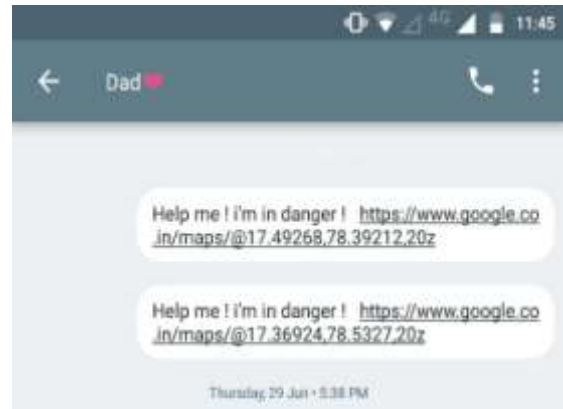 4G 11:45
Dad
Help me ! i'm in danger ! https://www.google.co
.in/maps/@17.49268,78.39212,20z
Help me ! i'm in danger ! https://www.google.co
.in/maps/@17.36924,78.5327,20z
Thursday, 29 Jun • 5:38 PM